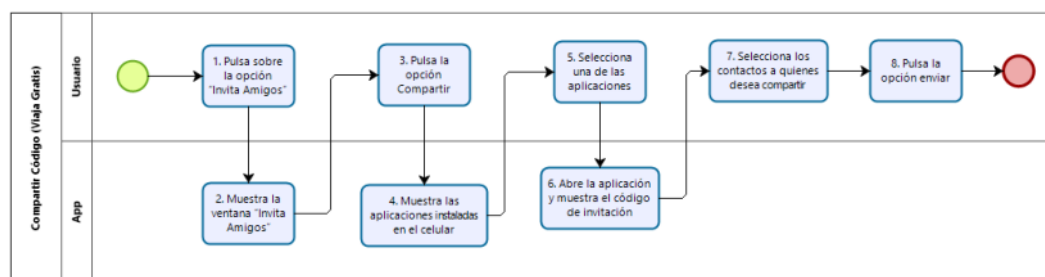 Compartir Código (Viaja Gratis)
Usuario
1. Pulsa sobre
la opción
“Invita Amigos”
3. Pulsa la
opción
Compartir
5. Selecciona
una de las
aplicaciones
7. Selecciona los
contactos a quienes
desea compartir
8. Pulsa la
opción enviar
App
2. Muestra la
ventana “Invita
Amigos”
4. Muestra las
aplicaciones instaladas
en el celular
6. Abre la aplicación
y muestra el código
de invitación